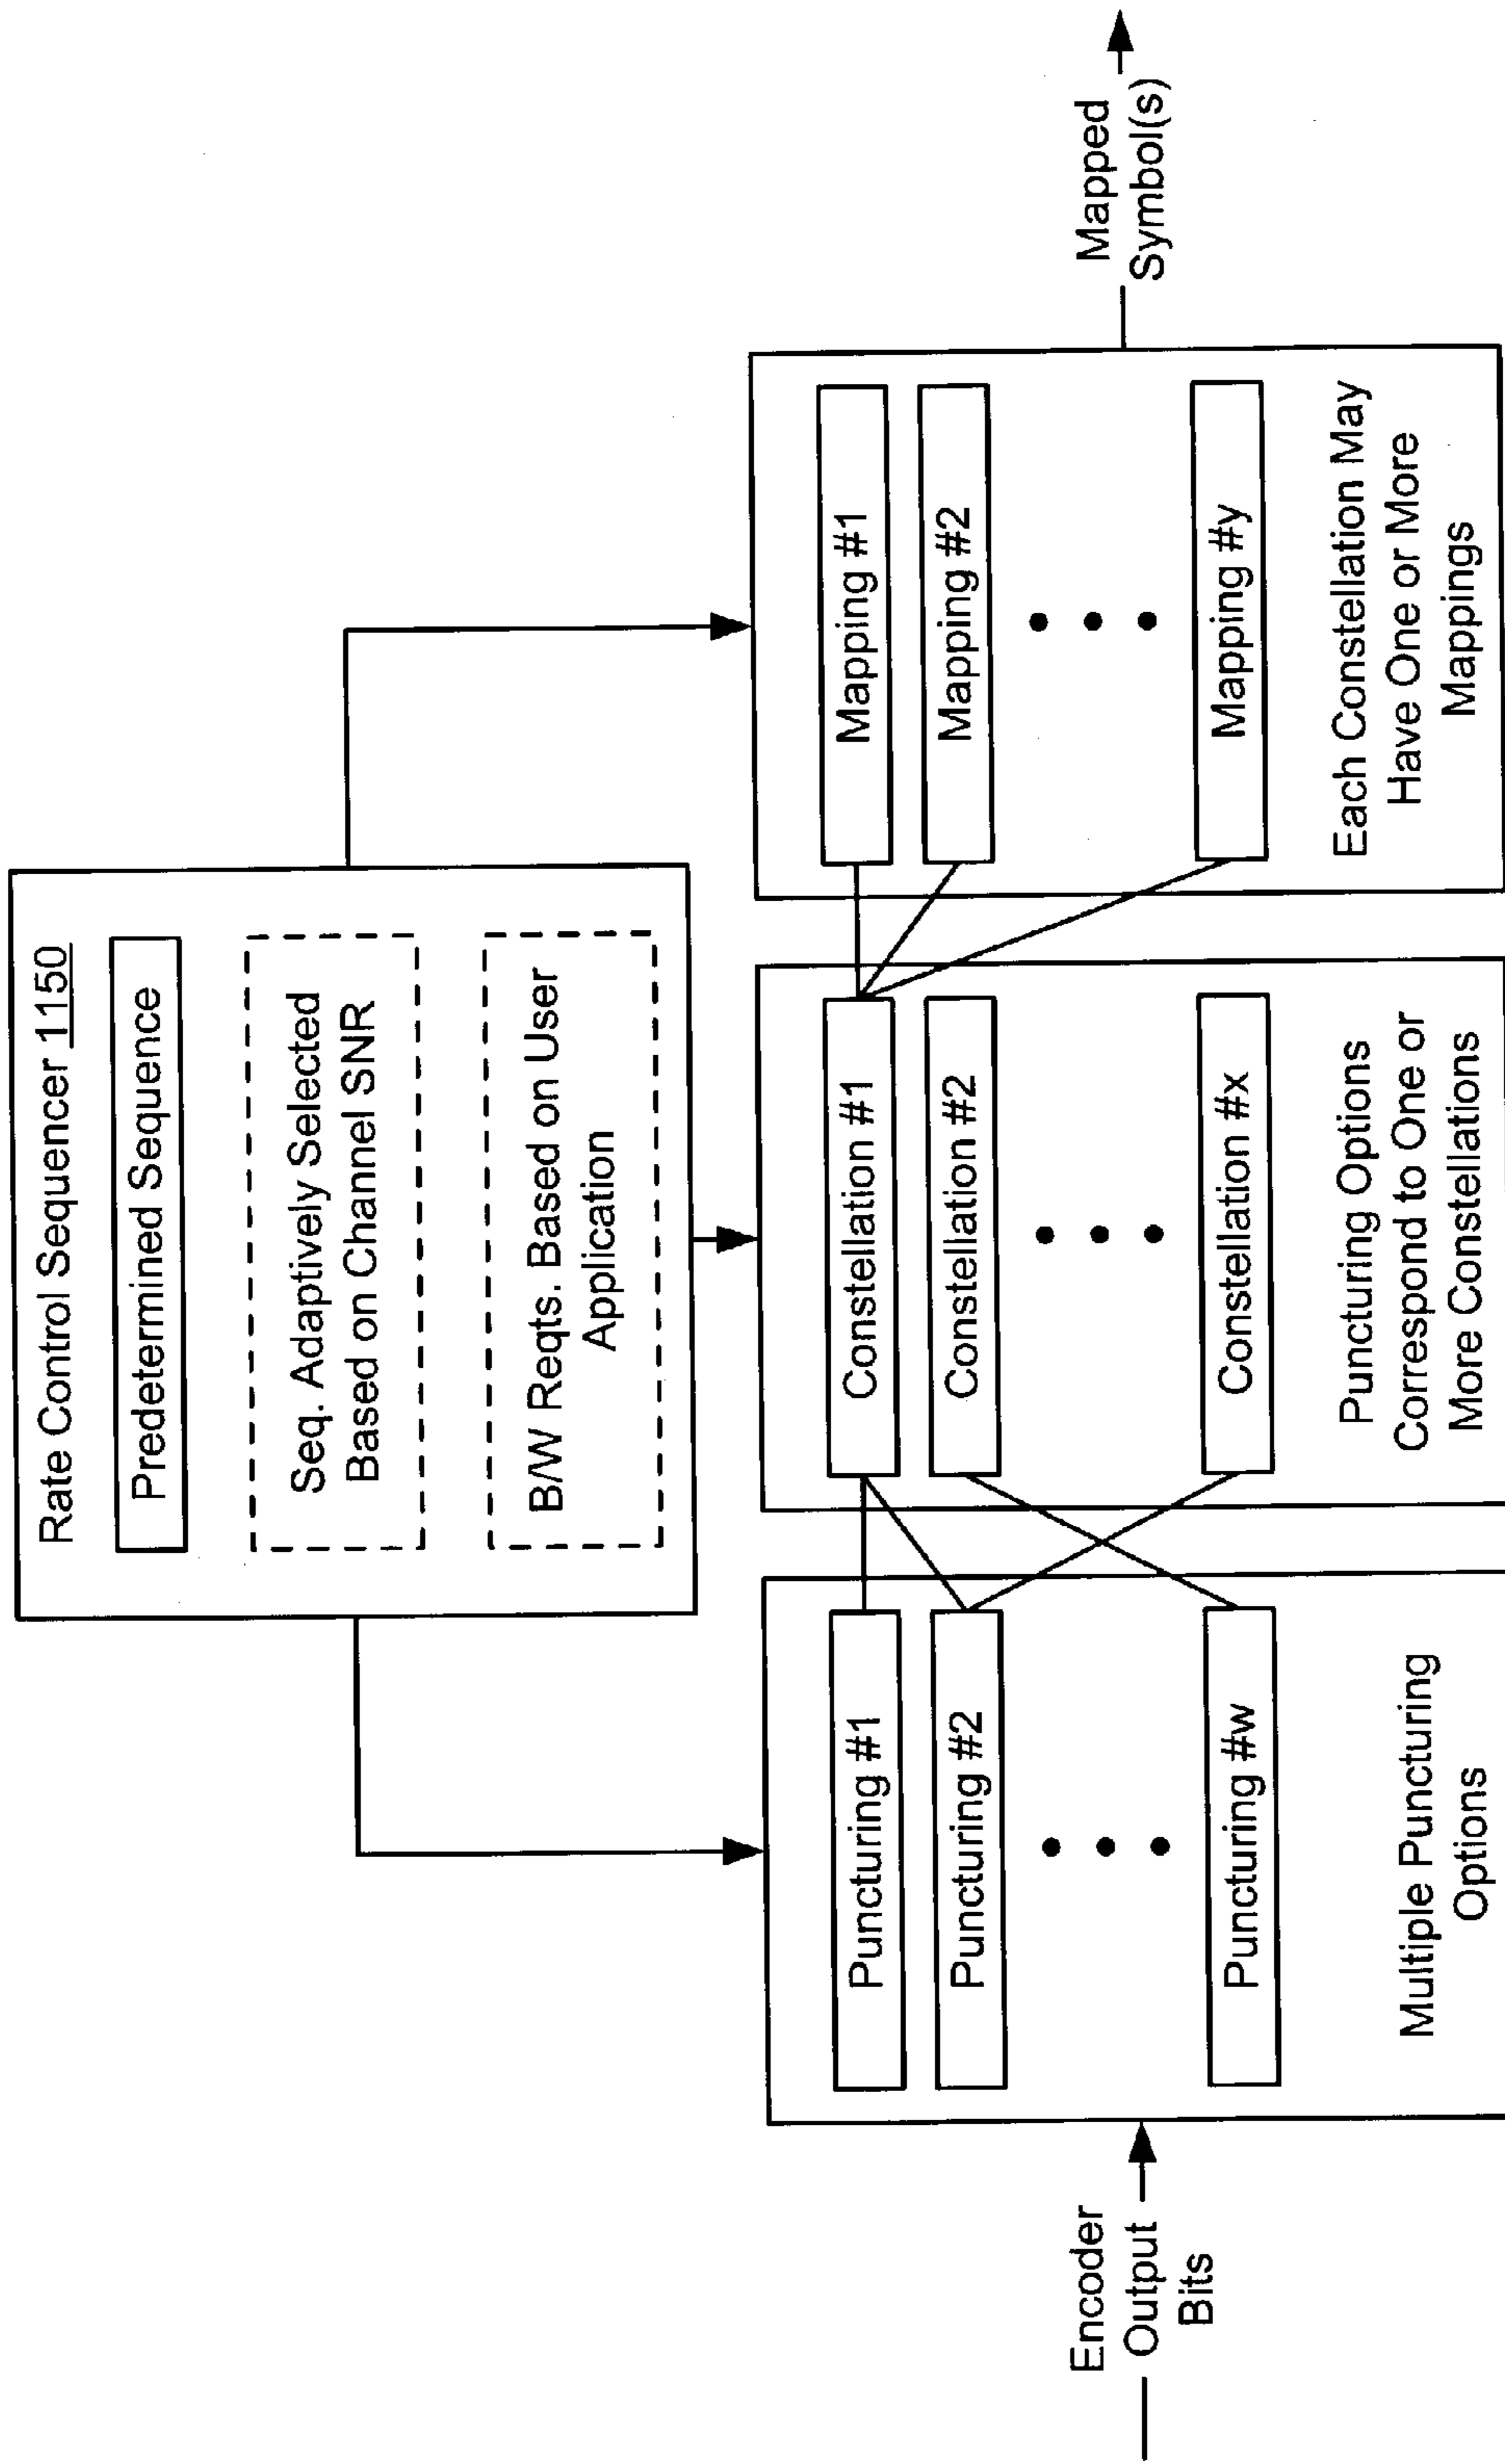 Rate Control Sequencer 1150
Predetermined Sequence
Seq. Adaptively Selected
Based on Channel SNR
B/W Reqts. Based on User
Application
Encoder
Output
Bits
Puncturing #1
Puncturing #2
Puncturing #w
Multiple Puncturing
Options
Constellation #1
Constellation #2
Constellation #x
Puncturing Options
Correspond to One or
More Constellations
Mapping #1
Mapping #2
Mapping #y
Each Constellation May
Have One or More
Mappings
Mapped
Symbol(s)